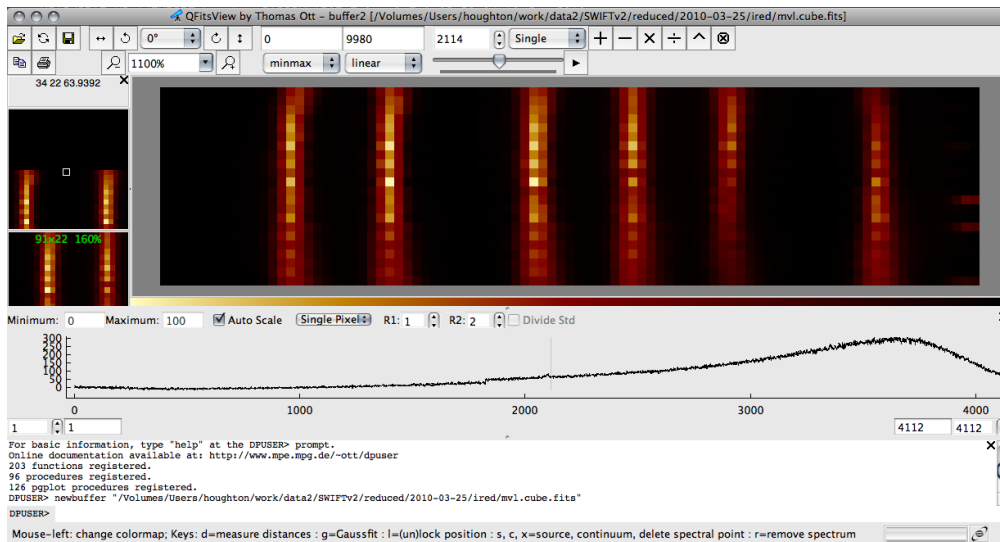 QFitsView by Thomas Ott - buffer2 [/Volumes/Users/houghton/work/data2/SWIFTv2/reduced/2010-03-25/ired/mvl.cube.fits]
0° 0 9980 2114 Single
1100% minmax linear
34 22 63.9392
91x22 160%
Minimum: 0 Maximum: 100 Auto Scale Single Pixel R1: 1 R2: 2 Divide Std
300
250
200
150
100
50
0
0 1000 2000 3000 4000
1 1 4112 4112
For basic information, type "help" at the DPUSER> prompt.
Online documentation available at: http://www.mpe.mpg.de/~ott/dpuser
203 functions registered.
96 procedures registered.
126 pgplot procedures registered.
DPUSER> newbuffer "/Volumes/Users/houghton/work/data2/SWIFTv2/reduced/2010-03-25/ired/mvl.cube.fits"
DPUSER>
Mouse-left: change colormap; Keys: d=measure distances : g=Gaussfit : l=(un)lock position : s, c, x=source, continuum, delete spectral point : r=remove spectrum